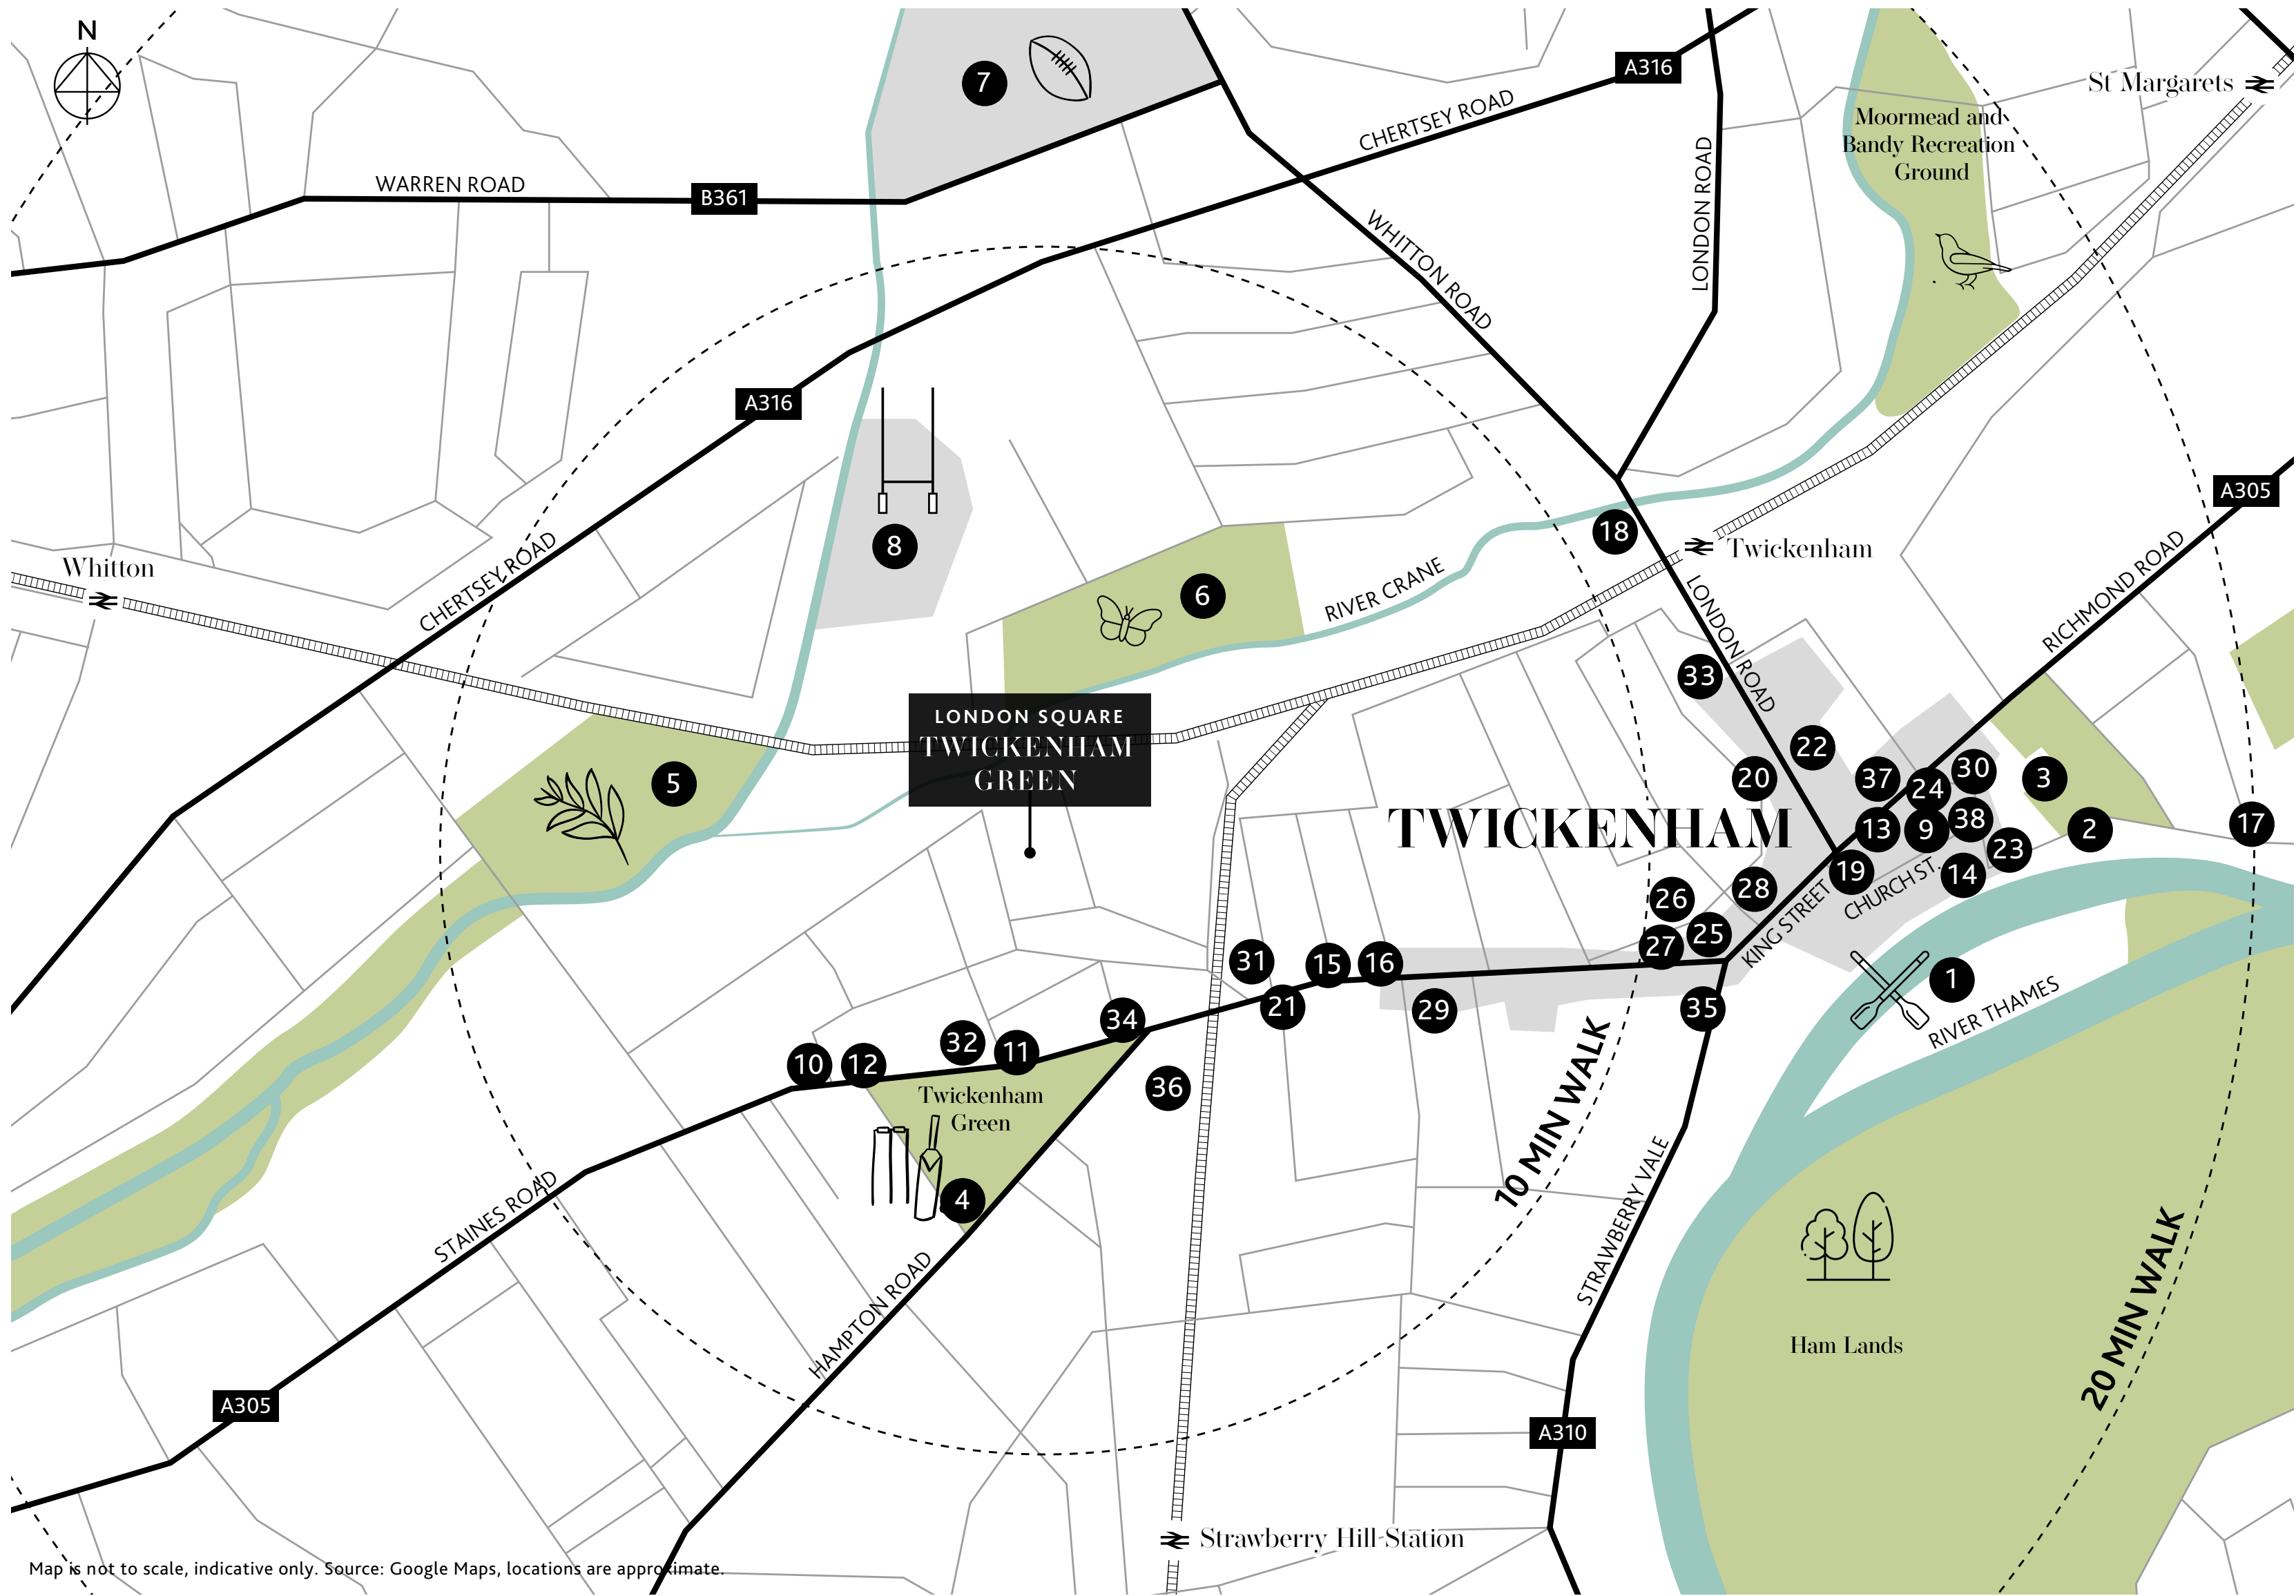 N
7
A316
St Margarets
CHERTSEY ROAD
Moormead and
Bandy Recreation
Ground
WARREN ROAD
B361
LONDON ROAD
WHITTON ROAD
A316
A305
8
18
Twickenham
Whitton
CHERTSEY ROAD
6
RIVER CRANE
LONDON ROAD
RICHMOND ROAD
33
LONDON SQUARE
TWICKENHAM
GREEN
5
22
20
37
24
30
3
TWICKENHAM
13
9
38
2
17
23
19
14
CHURCH ST.
28
26
25
27
KING STREET
31
15
16
1
21
29
35
RIVER THAMES
34
32
11
10
12
36
Twickenham
Green
10 MIN WALK
4
STAINES ROAD
STRAWBERRY VALE
HAMPTON ROAD
20 MIN WALK
Ham Lands
A305
A310
Strawberry Hill Station
Map is not to scale, indicative only. Source: Google Maps, locations are approximate.